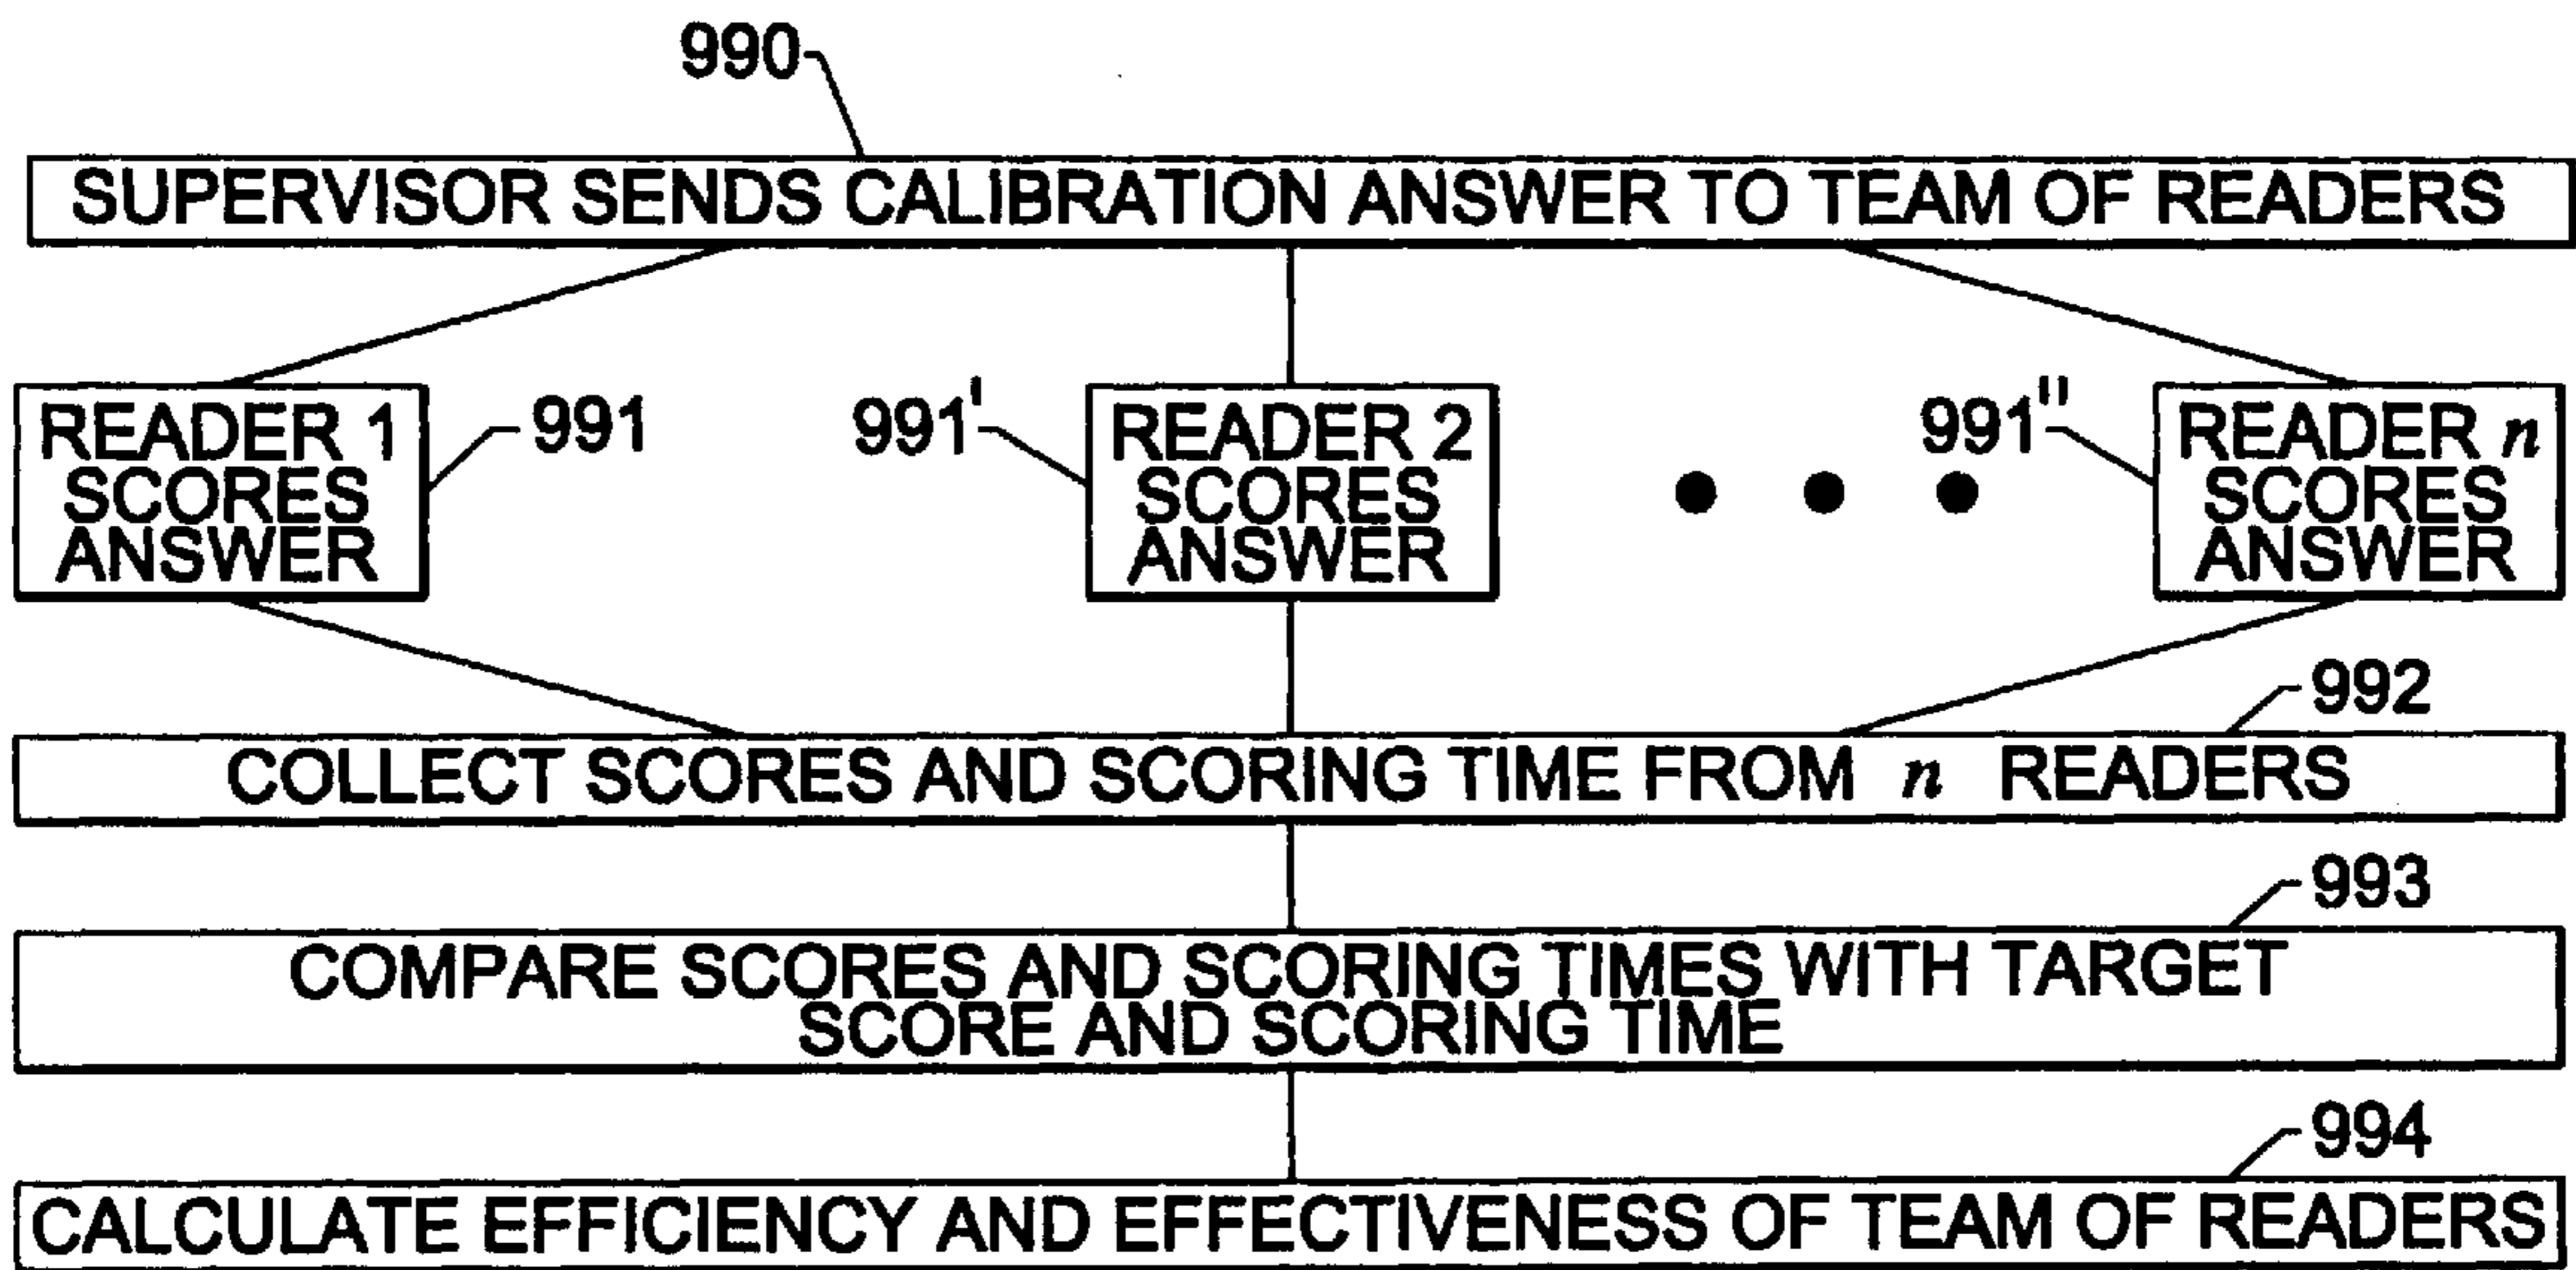 990
SUPERVISOR SENDS CALIBRATION ANSWER TO TEAM OF READERS
READER 1
SCORES
ANSWER
991
991'
READER 2
SCORES
ANSWER
991"
READER n
SCORES
ANSWER
992
COLLECT SCORES AND SCORING TIME FROM n READERS
993
COMPARE SCORES AND SCORING TIMES WITH TARGET
SCORE AND SCORING TIME
994
CALCULATE EFFICIENCY AND EFFECTIVENESS OF TEAM OF READERS